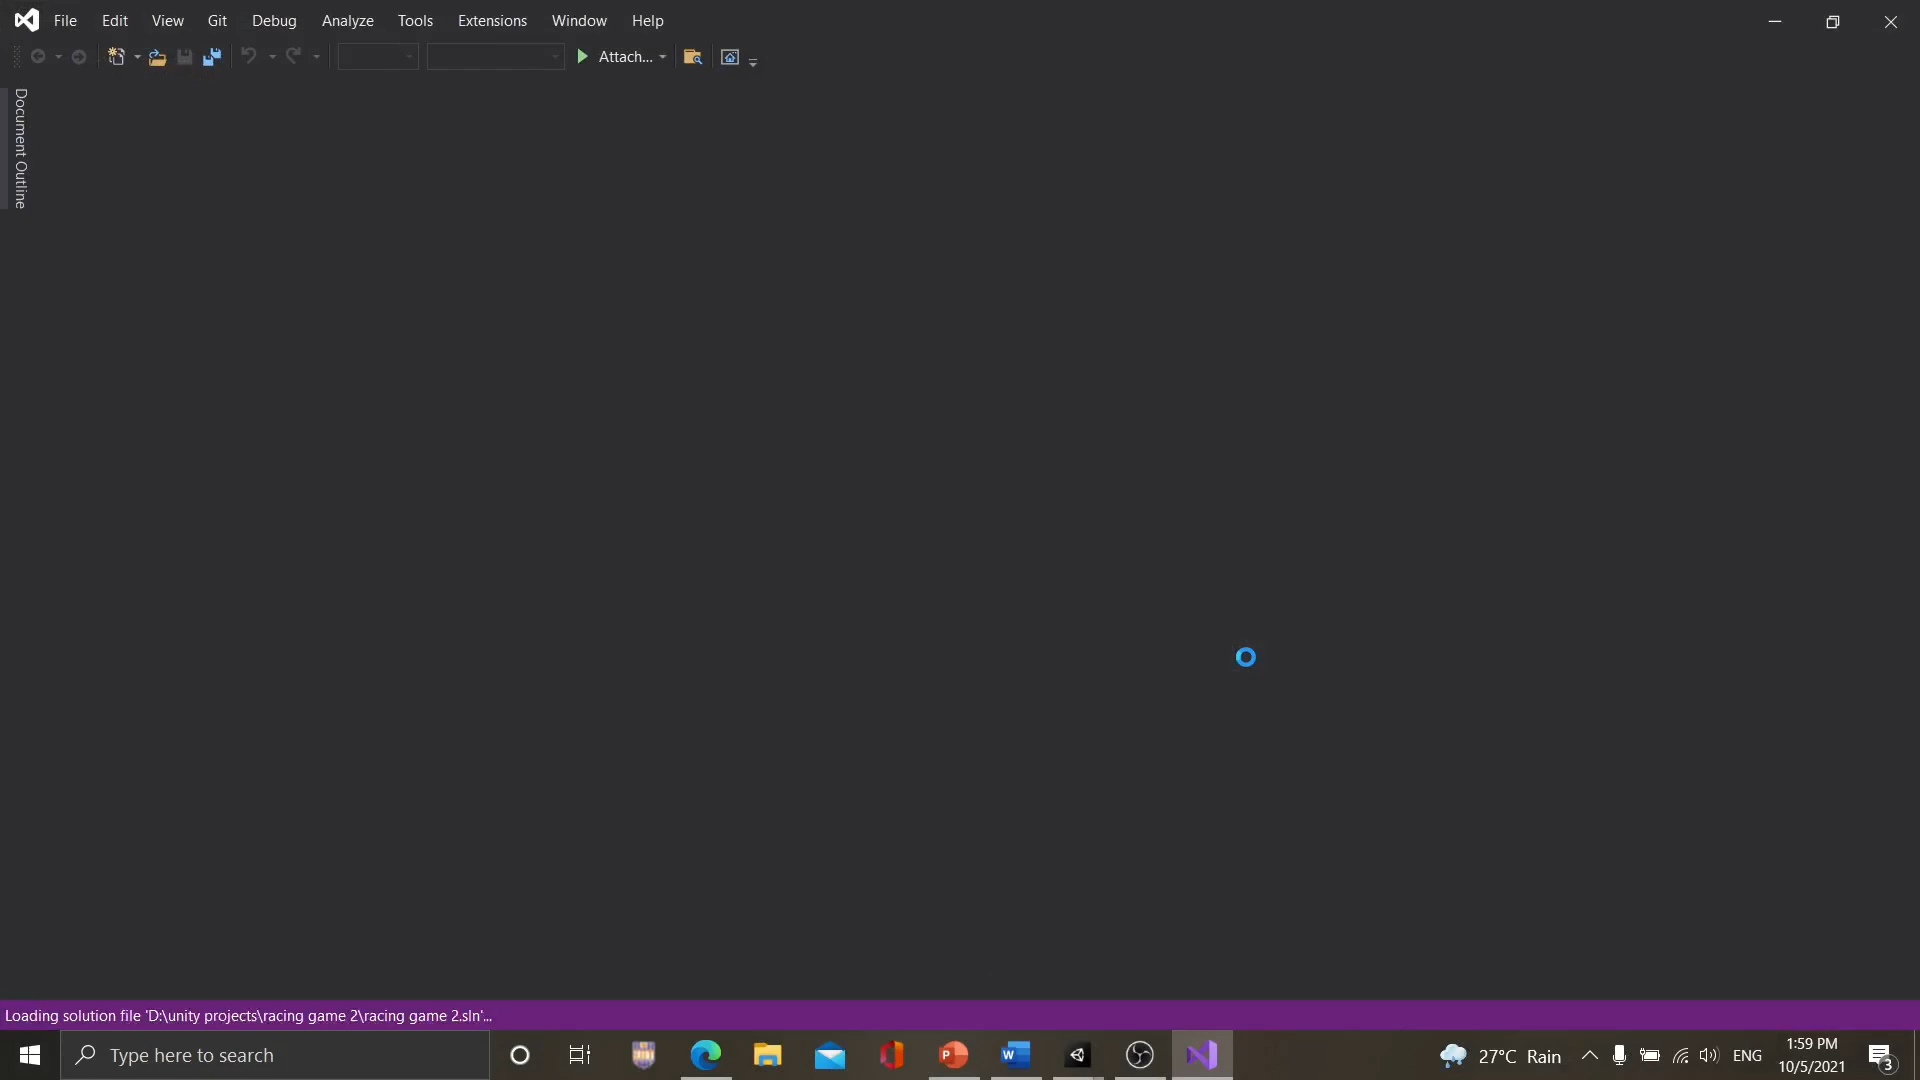 File Edit View Git Debug Analyze Tools Extensions Window Help
Attach...
Document Outline
Loading solution file 'D:\unity projects\racing game 2\racing game 2.sln'...
Type here to search
27°C Rain
ENG
1:59 PM
10/5/2021
3